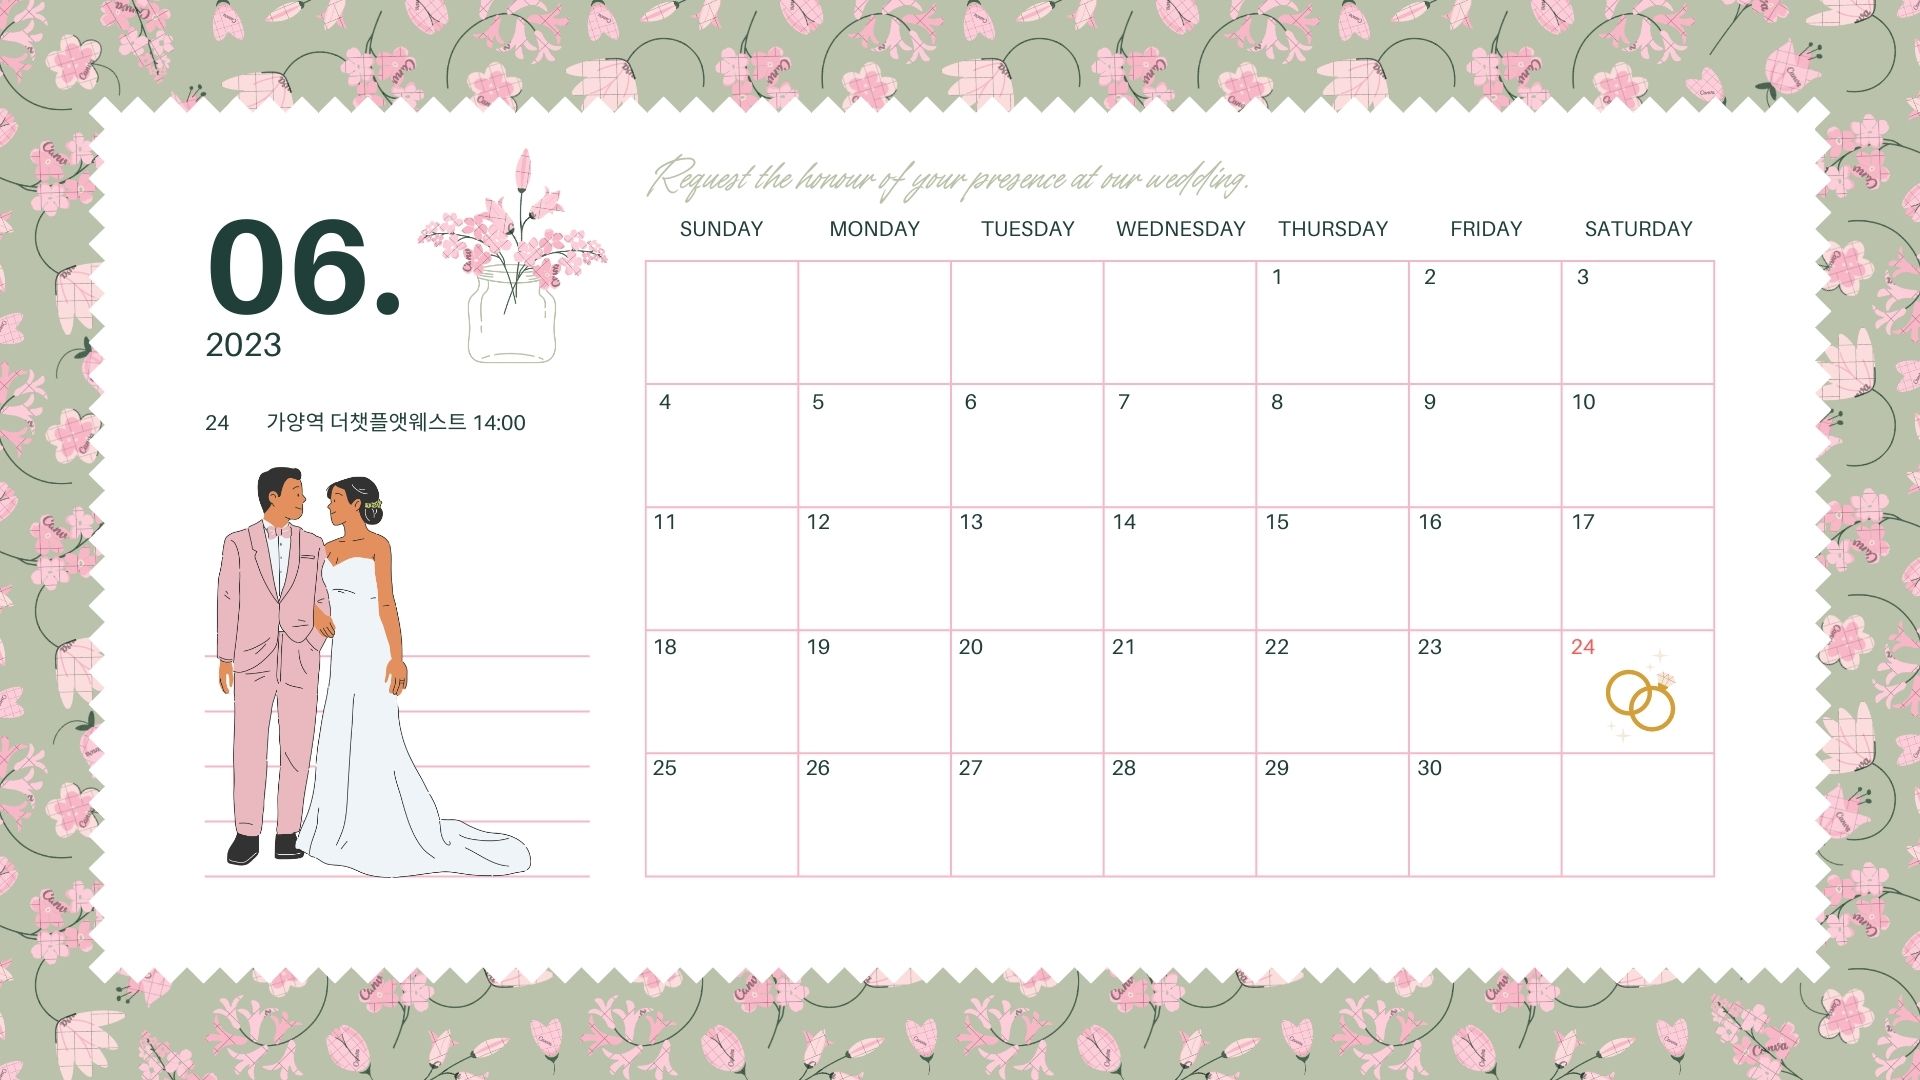 Request the honour of your presence at our wedding.
06.
2023
24 가양역 더챗플앳웨스트 14:00
SUNDAY MONDAY TUESDAY WEDNESDAY THURSDAY FRIDAY SATURDAY
1 2 3
4 5 6 7 8 9 10
11 12 13 14 15 16 17
18 19 20 21 22 23 24
25 26 27 28 29 30